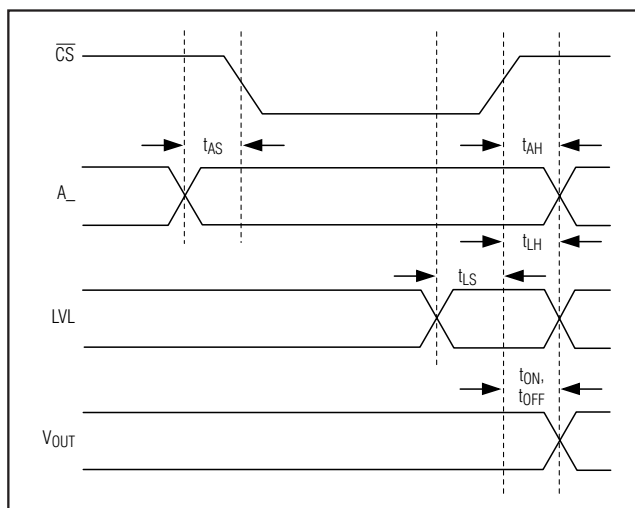 CS
tAS
tAH
A_
tLH
tLS
LVL
tON,
tOFF
VOUT